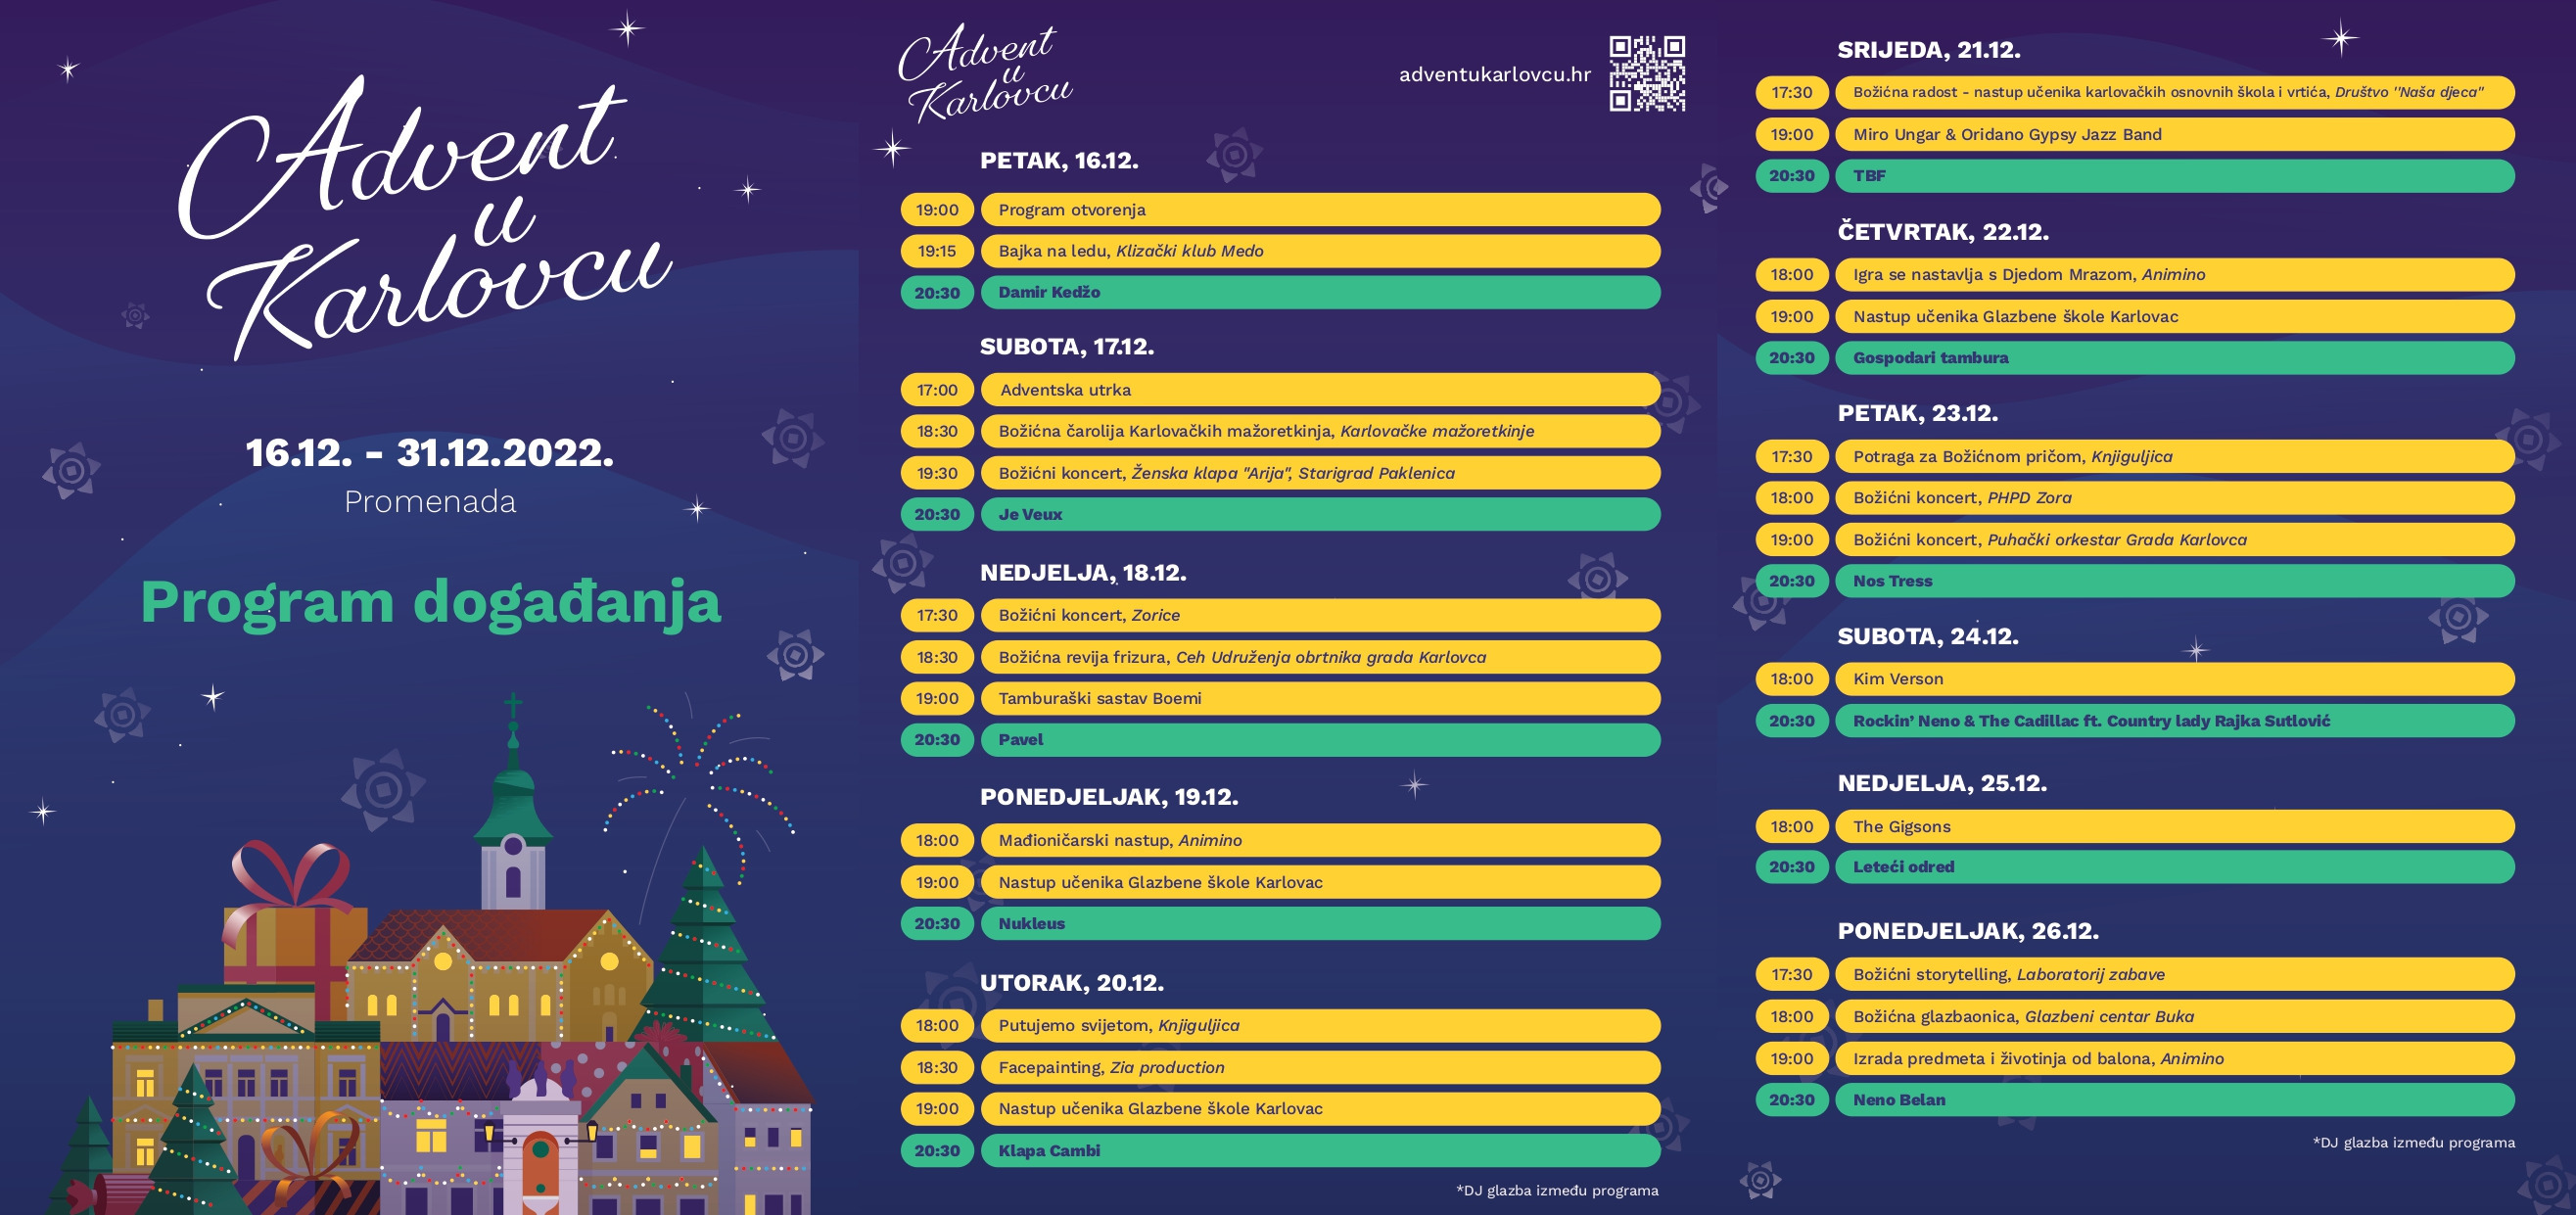 Advent
u
Karlovcu
16.12. - 31.12.2022.
Promenada
Program događanja
Advent
u
Karlovcu
adventukarlovcu.hr
PETAK, 16.12.
19:00 Program otvorenja
19:15 Bajka na ledu, Klizački klub Medo
20:30 Damir Kedžo
SUBOTA, 17.12.
17:00 Adventska utrka
18:30 Božićna čarolija Karlovačkih mažoretkinja, Karlovačke mažoretkinje
19:30 Božićni koncert, Ženska klapa "Arija", Starigrad Paklenica
20:30 Je Veux
NEDJELJA, 18.12.
17:30 Božićni koncert, Zorice
18:30 Božićna revija frizura, Ceh Udruženja obrtnika grada Karlovca
19:00 Tamburaški sastav Boemi
20:30 Pavel
PONEDJELJAK, 19.12.
18:00 Mađioničarski nastup, Animino
19:00 Nastup učenika Glazbene škole Karlovac
20:30 Nukleus
UTORAK, 20.12.
18:00 Putujemo svijetom, Knjiguljica
18:30 Facepainting, Zia production
19:00 Nastup učenika Glazbene škole Karlovac
20:30 Klapa Cambi
*DJ glazba između programa
SRIJEDA, 21.12.
17:30 Božićna radost - nastup učenika karlovačkih osnovnih škola i vrtića, Društvo "Naša djeca"
19:00 Miro Ungar & Oridano Gypsy Jazz Band
20:30 TBF
ČETVRTAK, 22.12.
18:00 Igra se nastavlja s Djedom Mrazom, Animino
19:00 Nastup učenika Glazbene škole Karlovac
20:30 Gospodari tambura
PETAK, 23.12.
17:30 Potraga za Božićnom pričom, Knjiguljica
18:00 Božićni koncert, PHPD Zora
19:00 Božićni koncert, Puhački orkestar Grada Karlovca
20:30 Nos Tress
SUBOTA, 24.12.
18:00 Kim Verson
20:30 Rockin’ Neno & The Cadillac ft. Country lady Rajka Sutlović
NEDJELJA, 25.12.
18:00 The Gigsons
20:30 Leteći odred
PONEDJELJAK, 26.12.
17:30 Božićni storytelling, Laboratorij zabave
18:00 Božićna glazbaonica, Glazbeni centar Buka
19:00 Izrada predmeta i životinja od balona, Animino
20:30 Neno Belan
*DJ glazba između programa